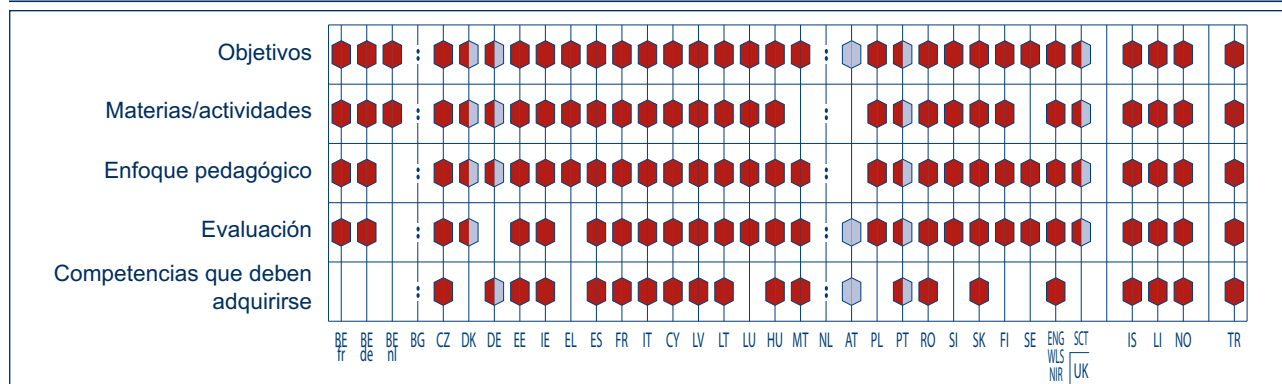 Objetivos
Materias/actividades
Enfoque pedagógico
Evaluación
Competencias que deben
adquirirse
: :
: :
: :
: :
: :
BE BE BE BG CZ DK DE EE IE EL ES FR IT CY LV LT LU HU MT NL AT PL PT RO SI SK FI SE ENG SCT IS LI NO TR
fr de nl WLS
NIR UK